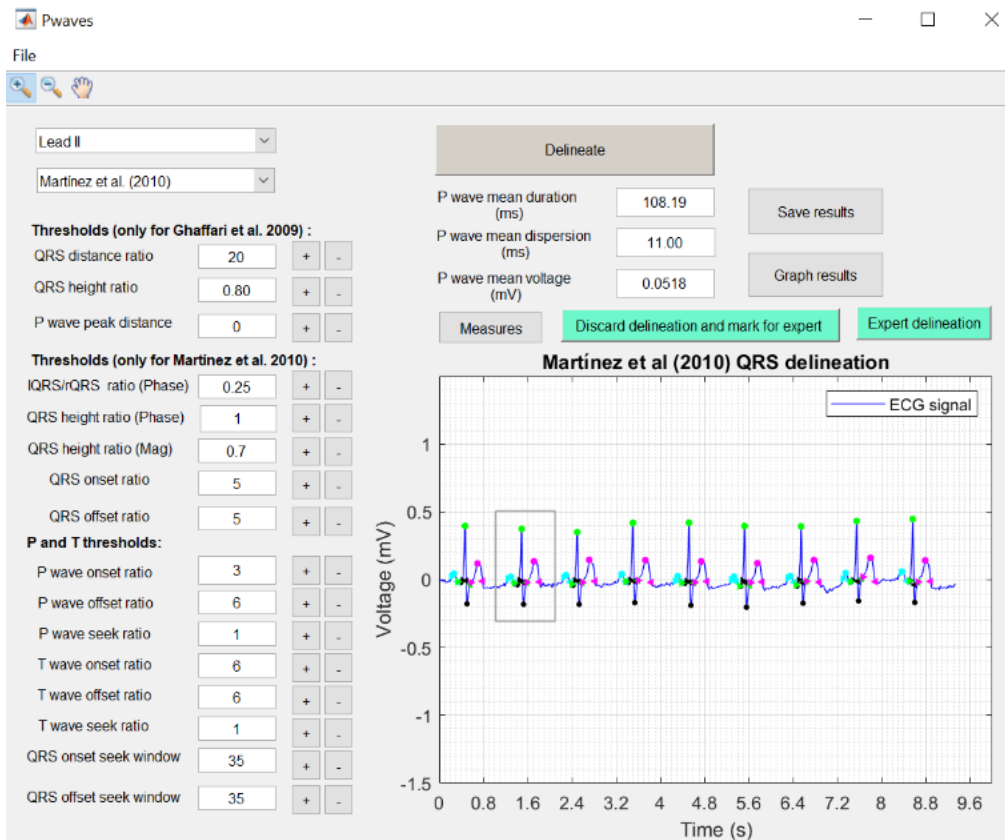 Pwaves
File
Lead II
Martínez et al. (2010)
Thresholds (only for Ghaffari et al. 2009) :
QRS distance ratio 20 + -
QRS height ratio 0.80 + -
P wave peak distance 0 + -
Thresholds (only for Martinez et al. 2010) :
lQRS/rQRS ratio (Phase) 0.25 + -
QRS height ratio (Phase) 1 + -
QRS height ratio (Mag) 0.7 + -
QRS onset ratio 5 + -
QRS offset ratio 5 + -
P and T thresholds:
P wave onset ratio 3 + -
P wave offset ratio 6 + -
P wave seek ratio 1 + -
T wave onset ratio 6 + -
T wave offset ratio 6 + -
T wave seek ratio 1 + -
QRS onset seek window 35 + -
QRS offset seek window 35 + -
Delineate
P wave mean duration
(ms)
108.19
P wave mean dispersion
(ms)
11.00
P wave mean voltage
(mV)
0.0518
Save results
Graph results
Measures
Discard delineation and mark for expert
Expert delineation
Martínez et al (2010) QRS delineation
ECG signal
Voltage (mV)
1
0.5
0
-0.5
-1
-1.5
0 0.8 1.6 2.4 3.2 4 4.8 5.6 6.4 7.2 8 8.8 9.6
Time (s)